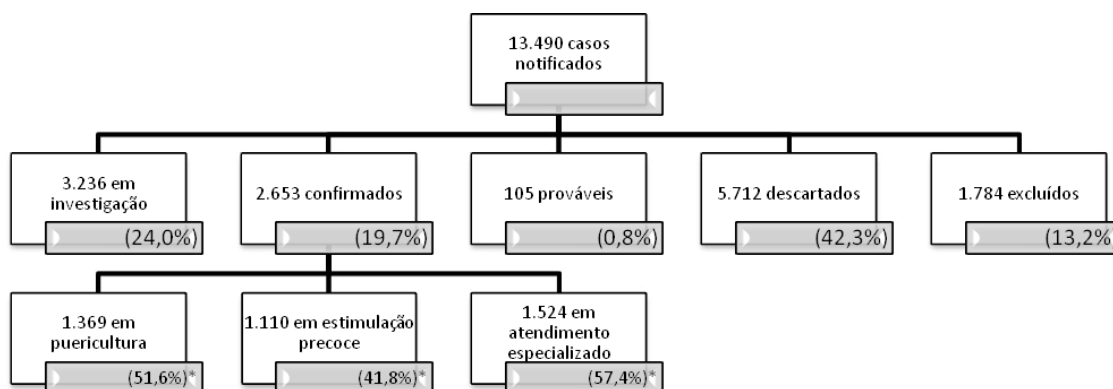 13.490 casos
notificados
3.236 em
investigação
(24,0%)
2.653 confirmados
(19,7%)
105 prováveis
(0,8%)
5.712 descartados
(42,3%)
1.784 excluídos
(13,2%)
1.369 em
puericultura
(51,6%)*
1.110 em estimulação
precoce
(41,8%)*
1.524 em
atendimento
especializado
(57,4%)*